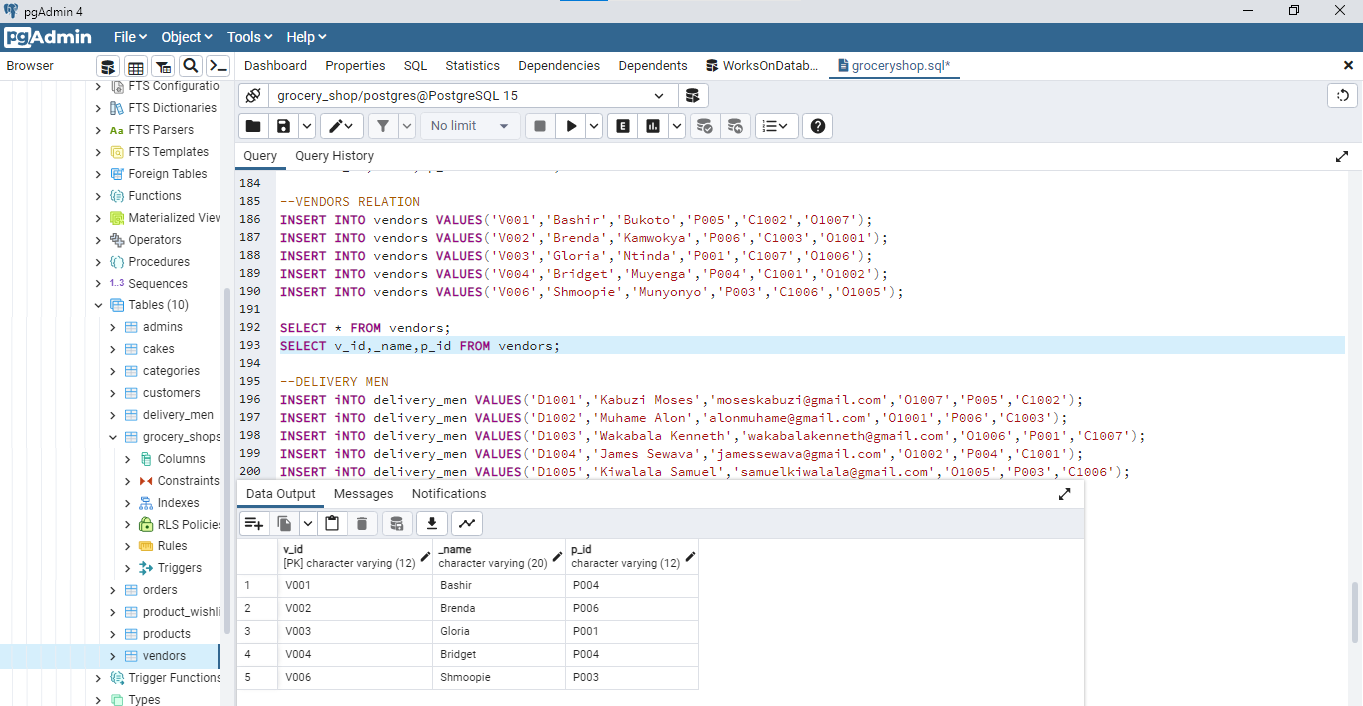 pgAdmin 4
pgAdmin File Object Tools Help
Browser
Dashboard Properties SQL Statistics Dependencies Dependents WorksOnDatab... groceryshop.sql*
FTS Configuratio
FTS Dictionaries
Aa FTS Parsers
FTS Templates
Foreign Tables
Functions
Materialized View
Operators
Procedures
1..3 Sequences
Tables (10)
admins
cakes
categories
customers
delivery_men
grocery_shops
Columns
Constraints
Indexes
RLS Policies
Rules
Triggers
orders
product_wishli
products
vendors
Trigger Functions
Types
grocery_shop/postgres@PostgreSQL 15
No limit
E
Query Query History
184
185 --VENDORS RELATION
186 INSERT INTO vendors VALUES('V001','Bashir','Bukoto','P005','C1002','O1007');
187 INSERT INTO vendors VALUES('V002','Brenda','Kamwokya','P006','C1003','O1001');
188 INSERT INTO vendors VALUES('V003','Gloria','Ntinda','P001','C1007','O1006');
189 INSERT INTO vendors VALUES('V004','Bridget','Muyenga','P004','C1001','O1002');
190 INSERT INTO vendors VALUES('V006','Shmoopie','Munyonyo','P003','C1006','O1005');
191
192 SELECT * FROM vendors;
193 SELECT v_id,_name,p_id FROM vendors;
194
195 --DELIVERY MEN
196 INSERT iNTO delivery_men VALUES('D1001','Kabuzi Moses','moseskabuzi@gmail.com','O1007','P005','C1002');
197 INSERT iNTO delivery_men VALUES('D1002','Muhame Alon','alonmuhame@gmail.com','O1001','P006','C1003');
198 INSERT iNTO delivery_men VALUES('D1003','Wakabala Kenneth','wakabalakenneth@gmail.com','O1006','P001','C1007');
199 INSERT iNTO delivery_men VALUES('D1004','James Sewava','jamessewava@gmail.com','O1002','P004','C1001');
200 INSERT iNTO delivery_men VALUES('D1005','Kiwalala Samuel','samuelkiwalala@gmail.com','O1005','P003','C1006');
Data Output Messages Notifications
v_id _name p_id
[PK] character varying (12) character varying (20) character varying (12)
1 V001 Bashir P004
2 V002 Brenda P006
3 V003 Gloria P001
4 V004 Bridget P004
5 V006 Shmoopie P003